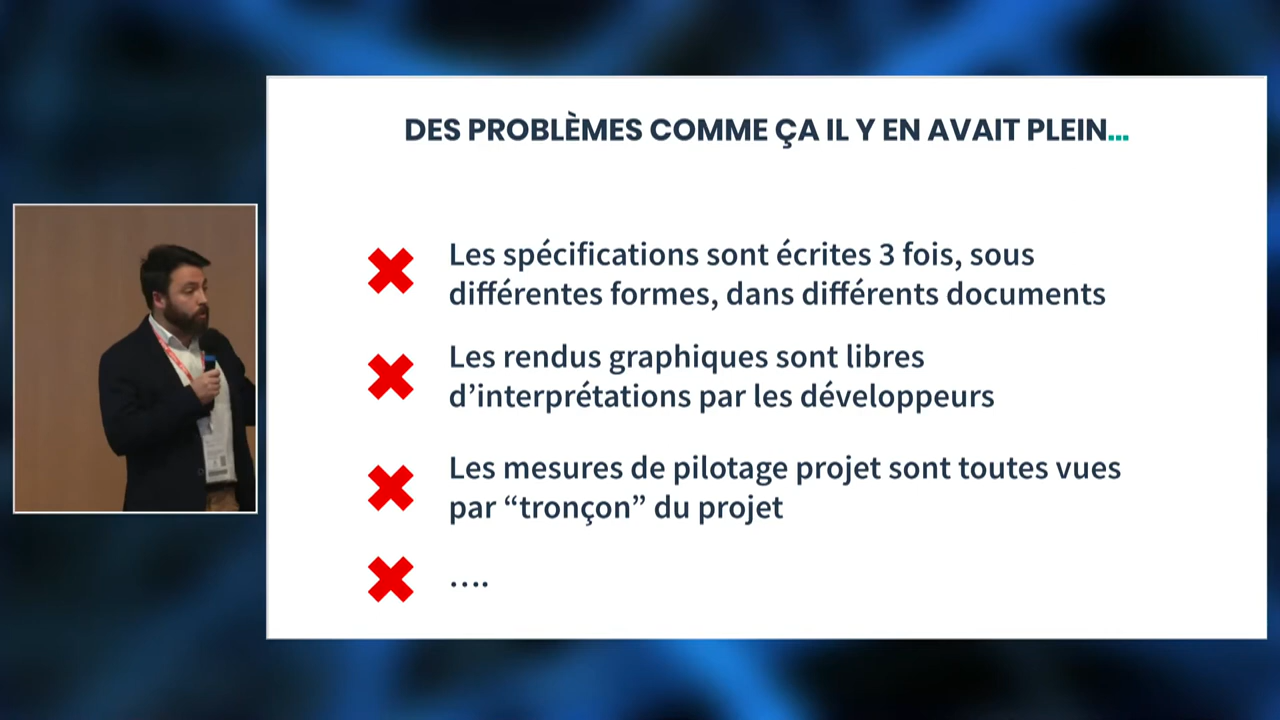 DES PROBLÈMES COMME ÇA IL Y EN AVAIT PLEIN...
Les spécifications sont écrites 3 fois, sous
différentes formes, dans différents documents
Les rendus graphiques sont libres
d’interprétations par les développeurs
Les mesures de pilotage projet sont toutes vues
par “tronçon” du projet
....